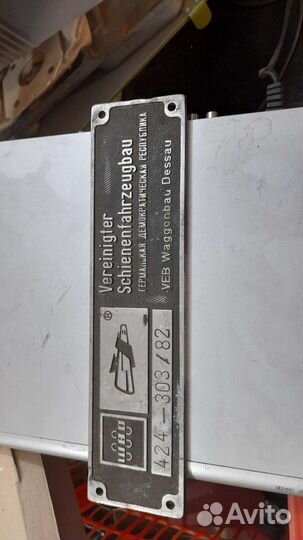 Vereinigter
Schienenfahrzeugbau
ГЕРМАНСКАЯ ДЕМОКРАТИЧЕСКАЯ РЕСПУБЛИКА
VEB Waggonbau Dessau
®
424-303/82
Avito